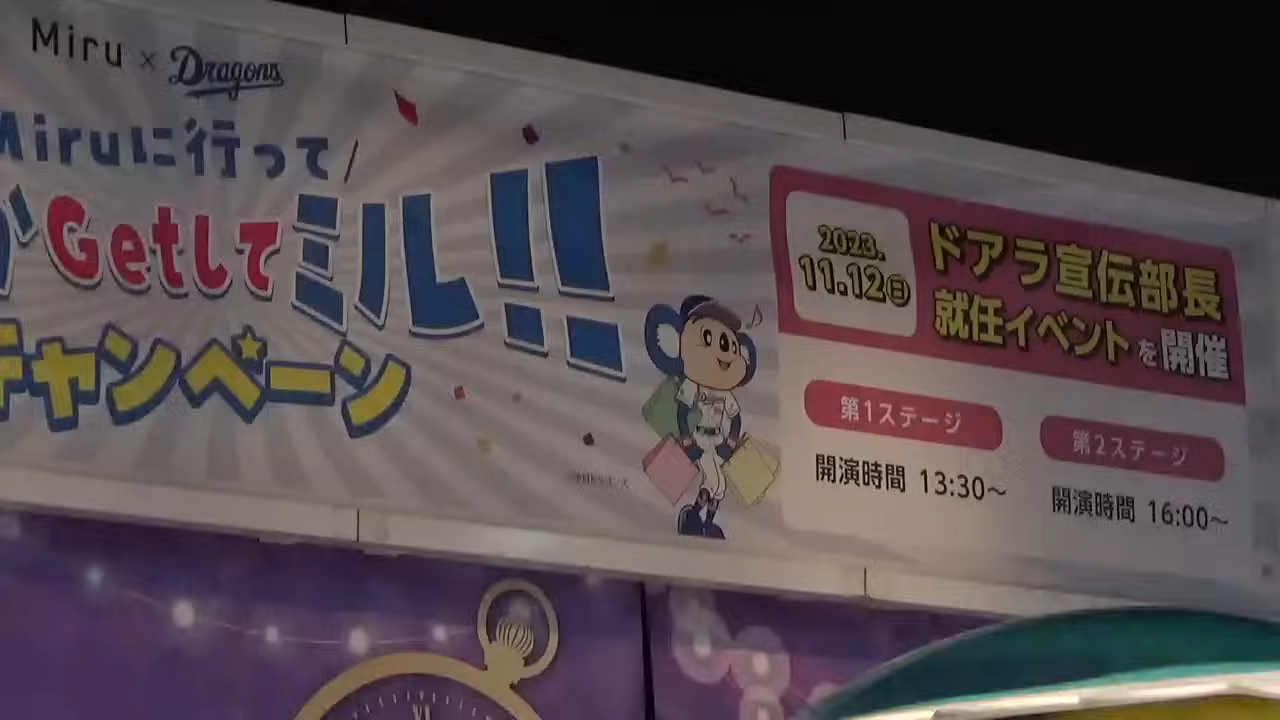 Miru × Dragons
Miruに行って
Getしてミル!!
キャンペーン
2023.
11.12㊐
ドアラ宣伝部長
就任イベントを開催
第1ステージ
開演時間 13:30〜
第2ステージ
開演時間 16:00〜
VI